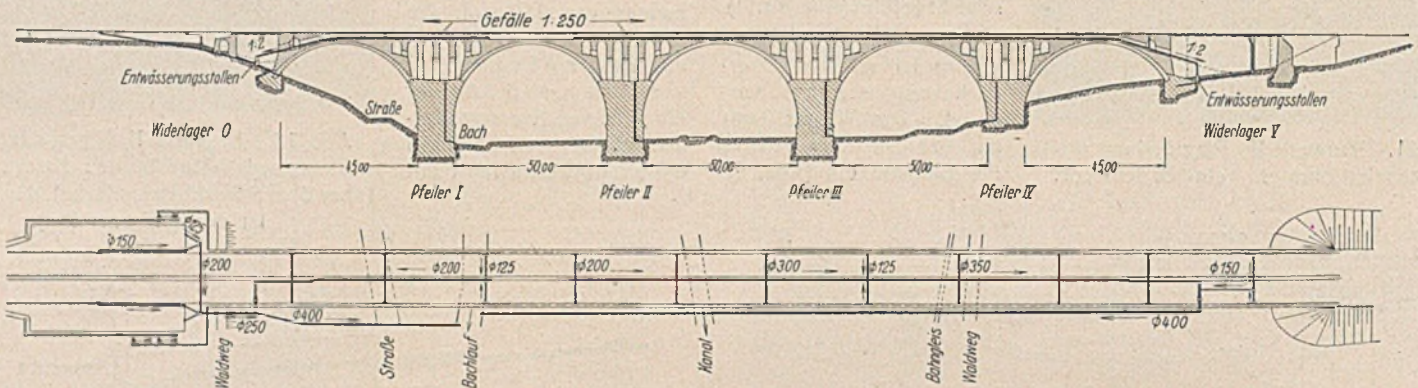 Gefälle 1:250
1:2
1:2
Entwässerungsstollen
Straße
Entwässerungsstollen
Widerlager 0
Bach
Widerlager V
45,00
50,00
50,00
50,00
45,00
Pfeiler I
Pfeiler II
Pfeiler III
Pfeiler IV
φ150
φ200
φ200
φ125
φ200
φ300
φ125
φ350
φ150
φ250
φ400
φ400
Waldweg
Straße
Bachlauf
Kanal
Bahngleis
Waldweg